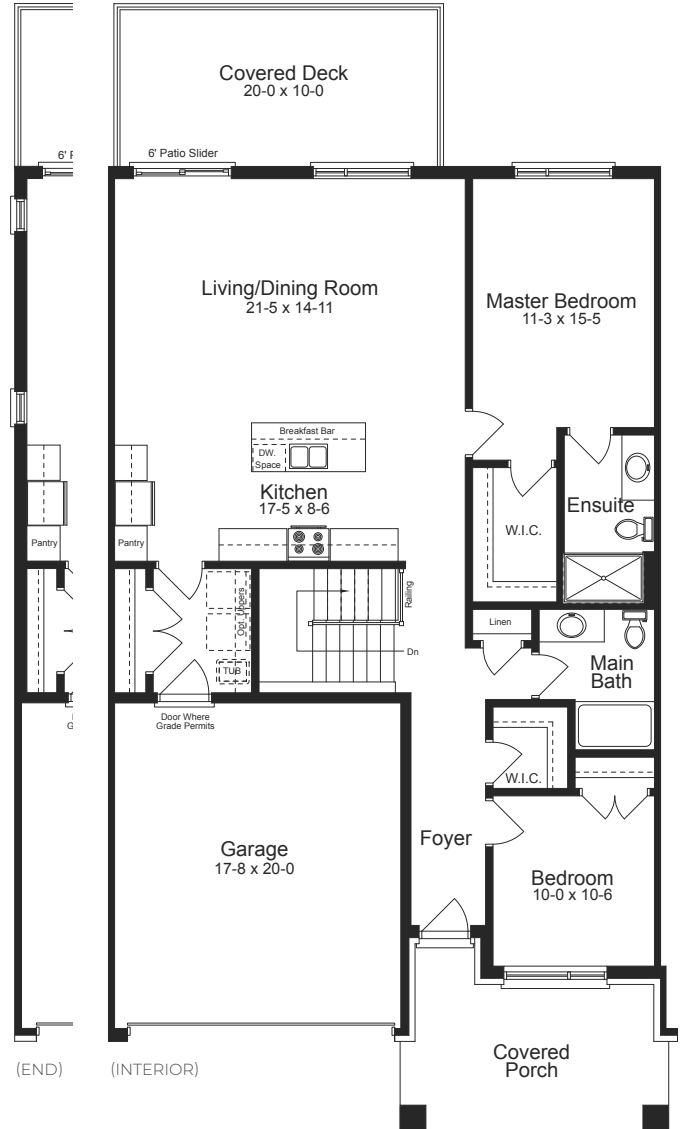 Covered Deck
20-0 x 10-0
6' Patio Slider
Living/Dining Room
21-5 x 14-11
Master Bedroom
11-3 x 15-5
Breakfast Bar
DW.
Space
Kitchen
17-5 x 8-6
Ensuite
W.I.C.
Pantry
Pantry
Railing
Opt. Uppers
Linen
Dn
TUB
Main
Bath
Door Where
Grade Permits
W.I.C.
Foyer
Garage
17-8 x 20-0
Bedroom
10-0 x 10-6
Covered
Porch
(END)
(INTERIOR)